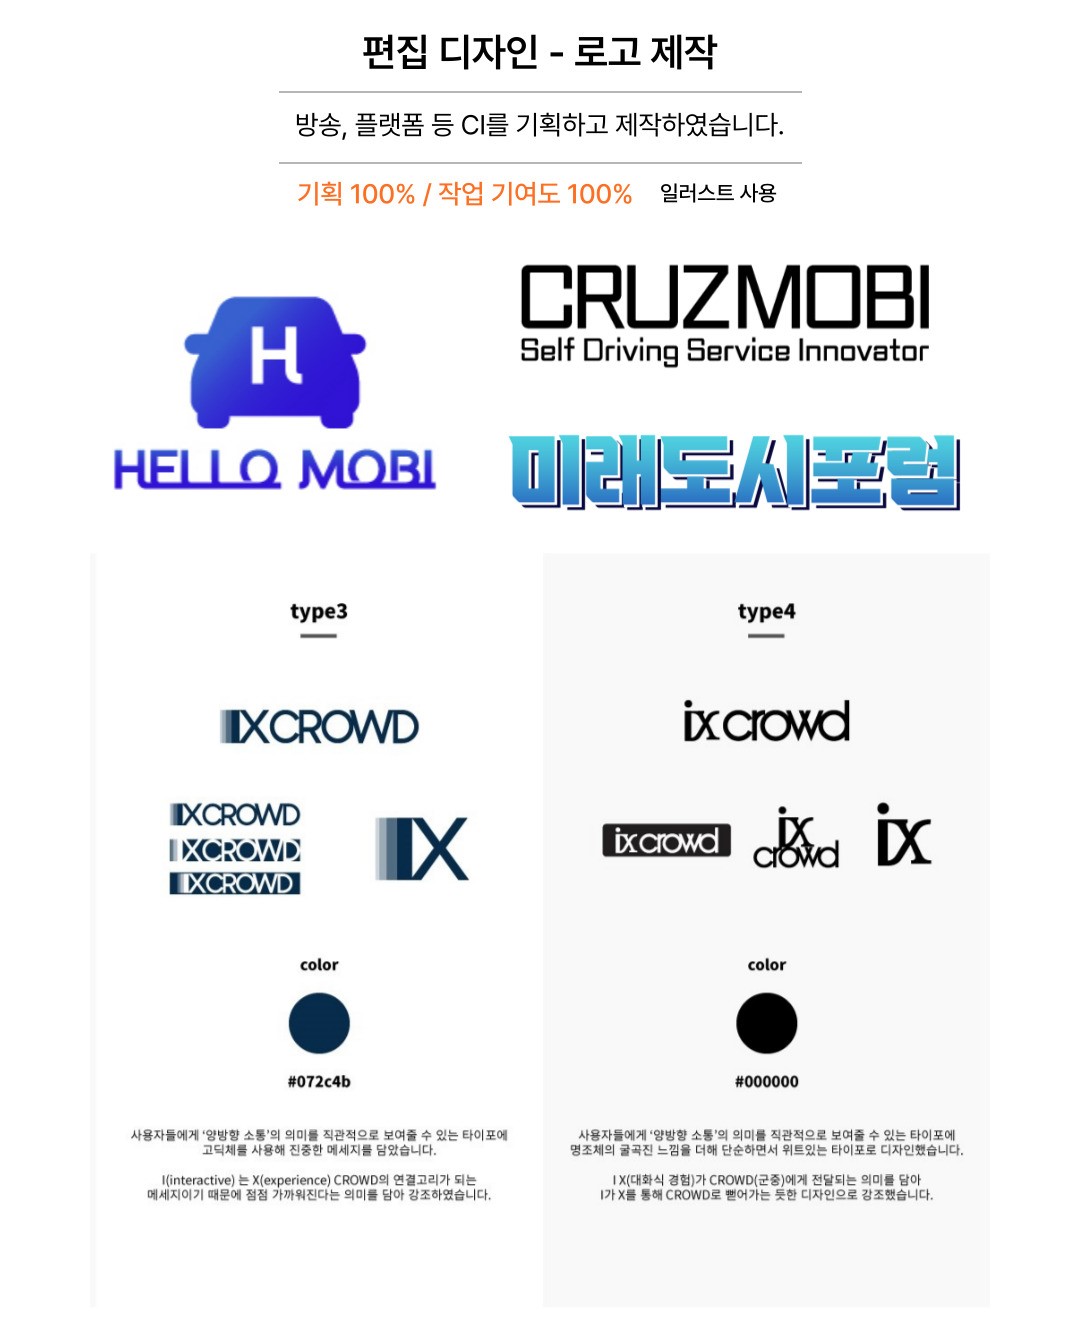 편집 디자인 - 로고 제작
방송, 플랫폼 등 CI를 기획하고 제작하였습니다.
기획 100% / 작업 기여도 100% 일러스트 사용
H
HELLO MOBI
CRUZMOBI
Self Driving Service Innovator
미래도시포럼
type3
IXCROWD
IXCROWD
IXCROWD
IXCROWD
IX
color
#072c4b
사용자들에게 ‘양방향 소통’의 의미를 직관적으로 보여줄 수 있는 타이포에
고딕체를 사용해 진중한 메세지를 담았습니다.
I(interactive) 는 X(experience) CROWD의 연결고리가 되는
메세지이기 때문에 점점 가까워진다는 의미를 담아 강조하였습니다.
type4
ix crowd
ix crowd
ix
crowd
ix
color
#000000
사용자들에게 ‘양방향 소통’의 의미를 직관적으로 보여줄 수 있는 타이포에
명조체의 굴곡진 느낌을 더해 단순하면서 위트있는 타이포로 디자인했습니다.
I X(대화식 경험)가 CROWD(군중)에게 전달되는 의미를 담아
I가 X를 통해 CROWD로 뻗어가는 듯한 디자인으로 강조했습니다.